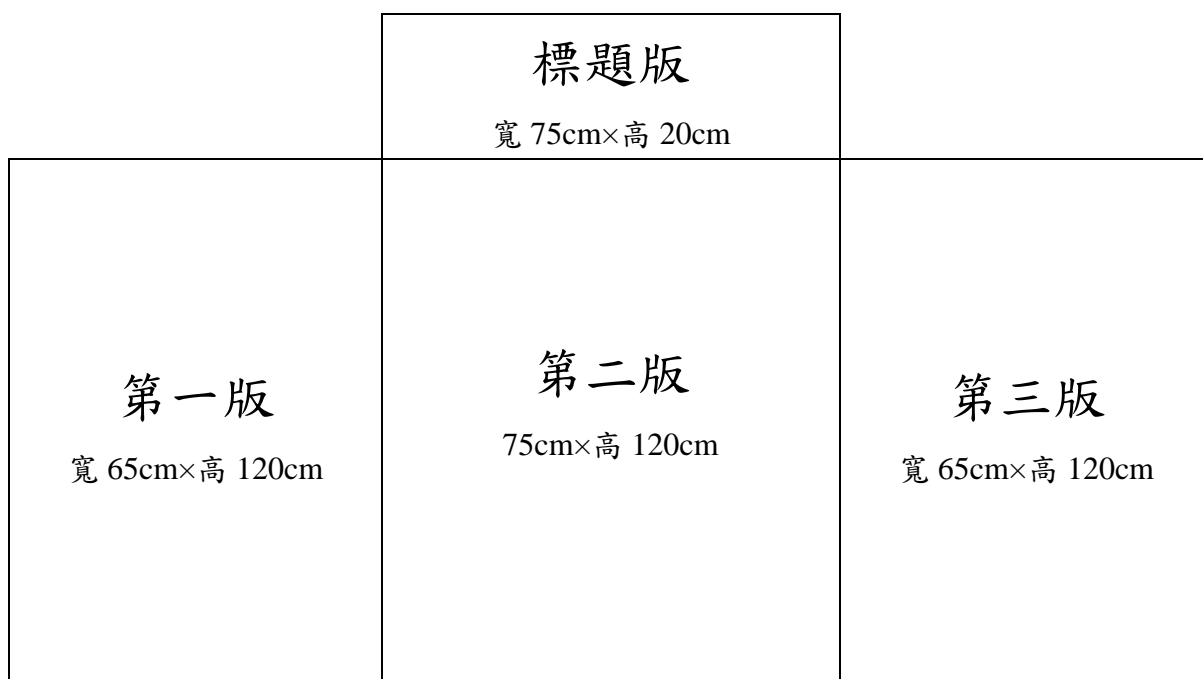 標題版
寬 75cm×高 20cm
第一版
寬 65cm×高 120cm
第二版
75cm×高 120cm
第三版
寬 65cm×高 120cm